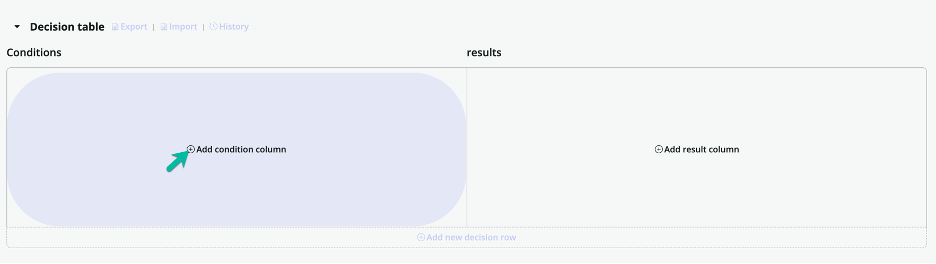 Decision table Export | Import | History
Conditions results
Add condition column Add result column
Add new decision row